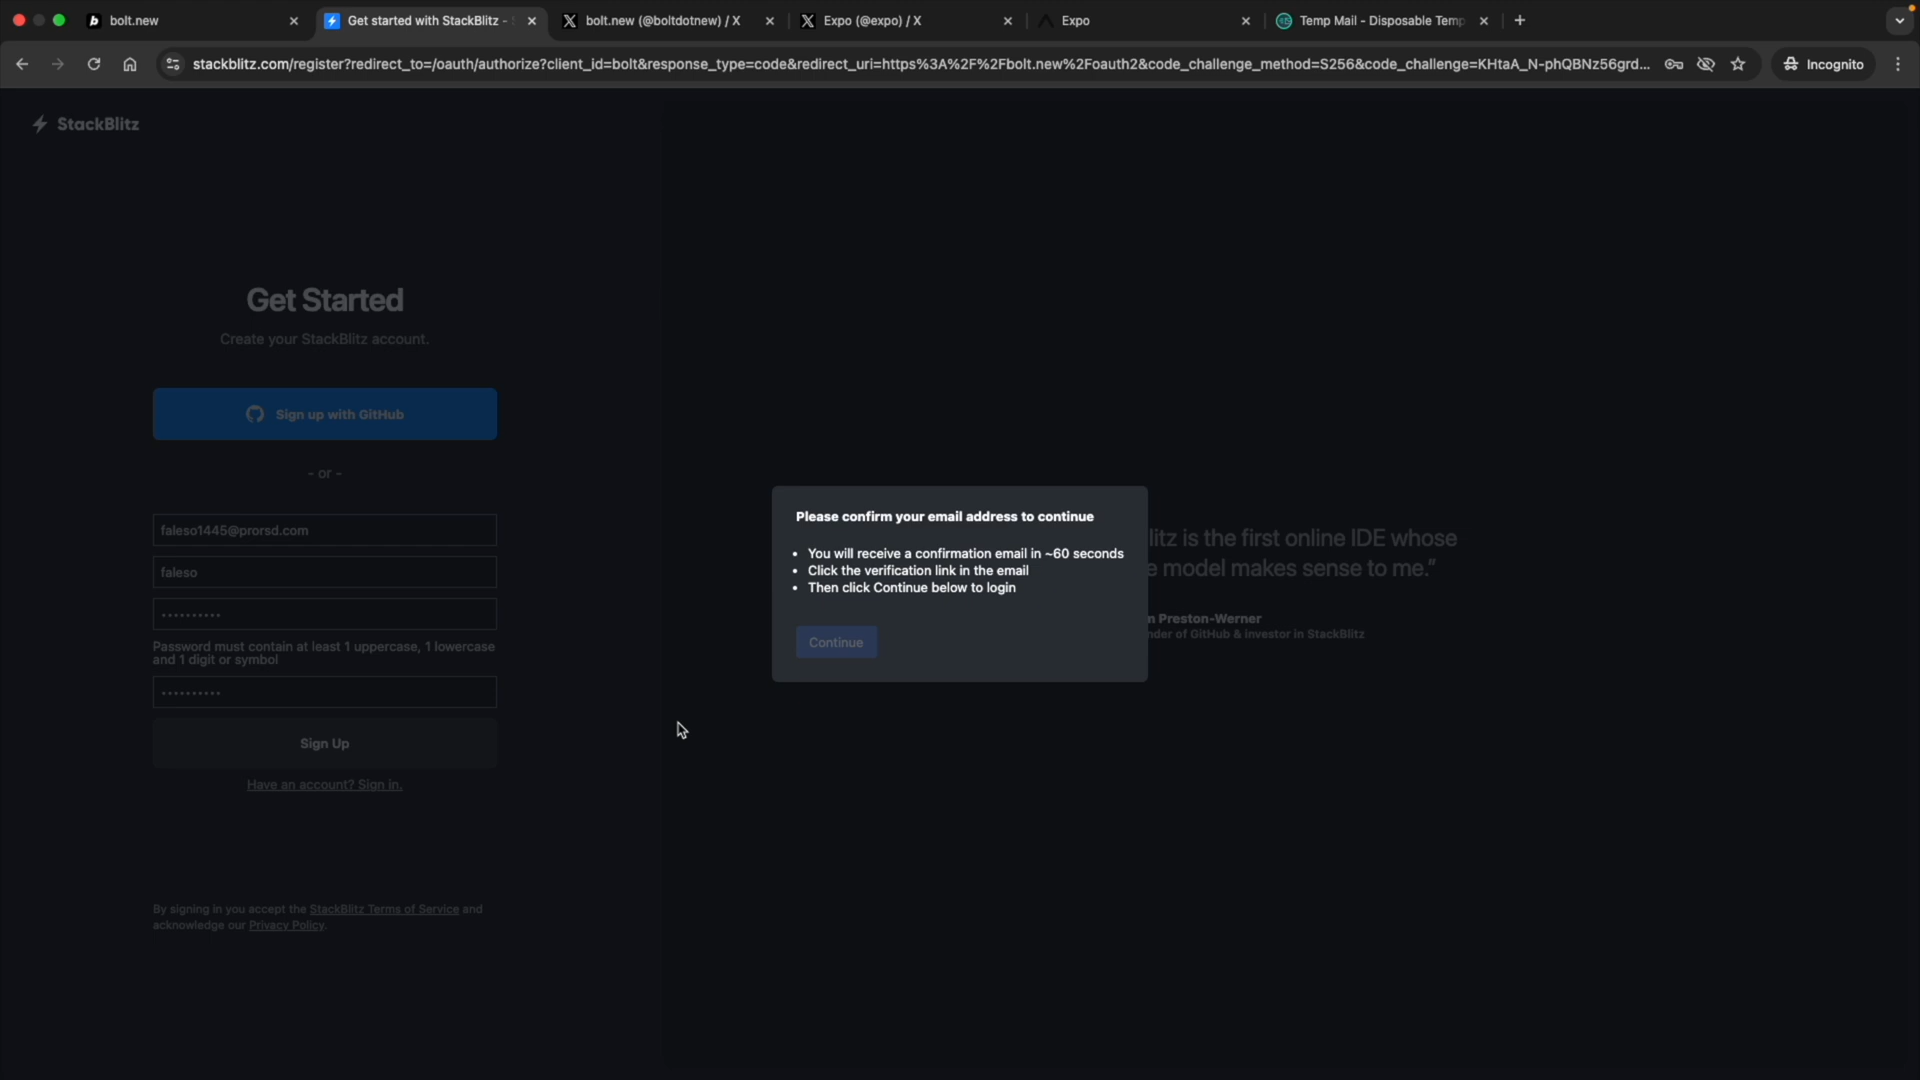 bolt.new
Get started with StackBlitz -
bolt.new (@boltdotnew) / X
Expo (@expo) / X
Expo
Temp Mail - Disposable Temp
stackblitz.com/register?redirect_to=/oauth/authorize?client_id=bolt&response_type=code&redirect_uri=https%3A%2F%2Fbolt.new%2Foauth2&code_challenge_method=S256&code_challenge=KHtaA_N-phQBNz56grd...
Incognito
StackBlitz
Get Started
Create your StackBlitz account.
Sign up with GitHub
- or -
faleso1445@prorsd.com
faleso
••••••••••
Password must contain at least 1 uppercase, 1 lowercase
and 1 digit or symbol
••••••••••
Sign Up
Have an account? Sign in.
By signing in you accept the StackBlitz Terms of Service and
acknowledge our Privacy Policy.
Please confirm your email address to continue
• You will receive a confirmation email in ~60 seconds
• Click the verification link in the email
• Then click Continue below to login
Continue
litz is the first online IDE whose
e model makes sense to me.”
Preston-Werner
nder of GitHub & investor in StackBlitz